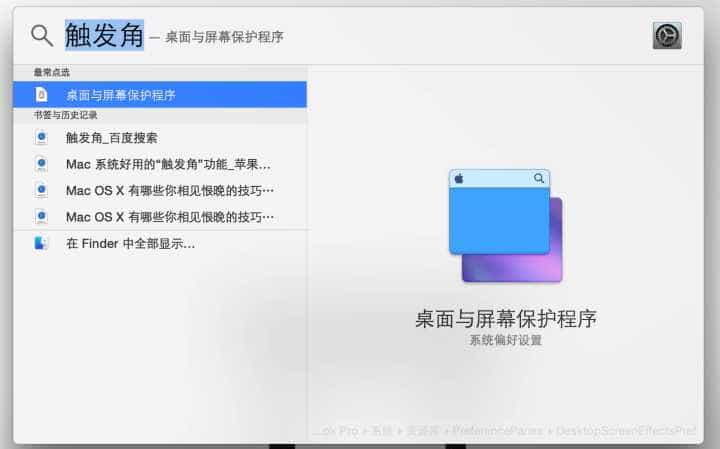 触发角 — 桌面与屏幕保护程序
最常点选
桌面与屏幕保护程序
书签与历史记录
触发角_百度搜索
Mac 系统好用的“触发角”功能_苹果...
Mac OS X 有哪些你相见恨晚的技巧···
Mac OS X 有哪些你相见恨晚的技巧···
在 Finder 中全部显示...
桌面与屏幕保护程序
系统偏好设置
...ok Pro ▸ 系统 ▸ 资源库 ▸ PreferencePanes ▸ DesktopScreenEffectsPref